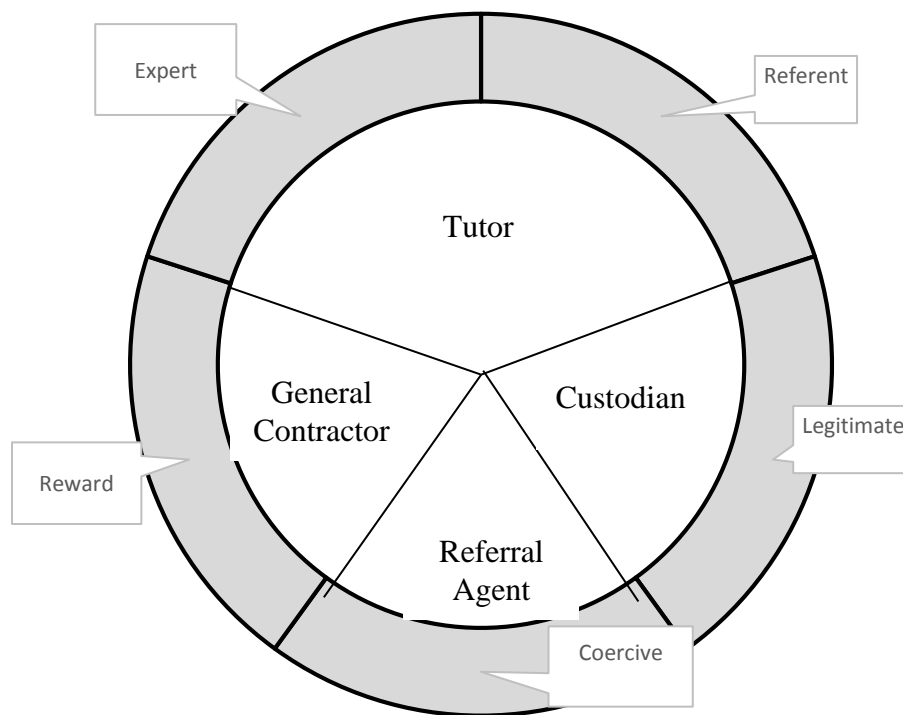 Expert
Referent
Tutor
General
Contractor
Custodian
Legitimate
Reward
Referral
Agent
Coercive